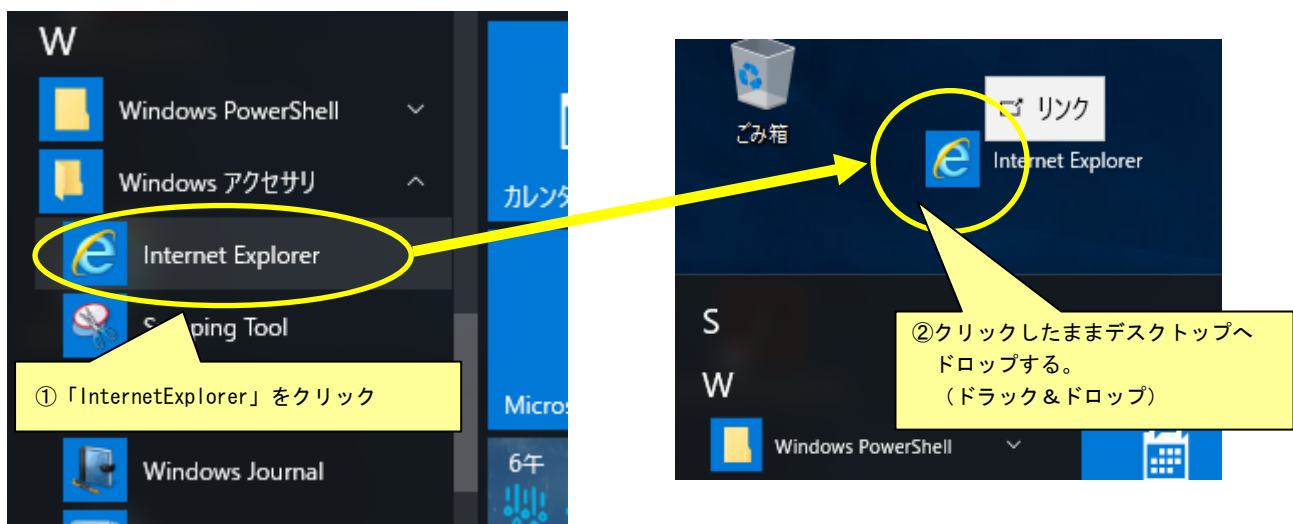 W
Windows PowerShell
Windows アクセサリ
Internet Explorer
ping Tool
①「InternetExplorer」をクリック
Windows Journal
カレンダ
Micros
6午
ごみ箱
リンク
Internet Explorer
②クリックしたままデスクトップへ
ドロップする。
（ドラック＆ドロップ）
S
W
Windows PowerShell